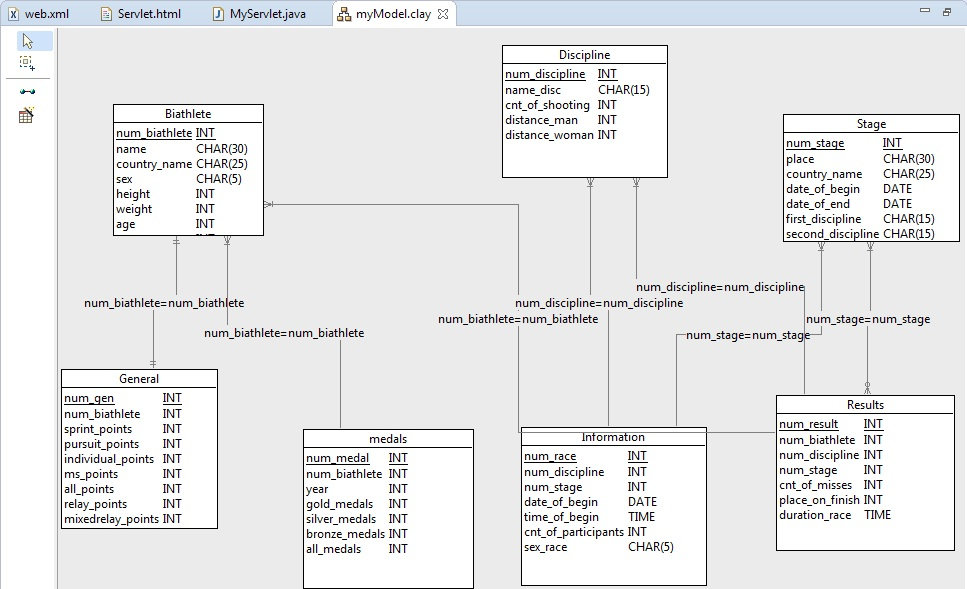 web.xml
Servlet.html
MyServlet.java
myModel.clay
Discipline
num_discipline INT
name_disc CHAR(15)
cnt_of_shooting INT
distance_man INT
distance_woman INT
Biathlete
num_biathlete INT
name CHAR(30)
country_name CHAR(25)
sex CHAR(5)
height INT
weight INT
age INT
Stage
num_stage INT
place CHAR(30)
country_name CHAR(25)
date_of_begin DATE
date_of_end DATE
first_discipline CHAR(15)
second_discipline CHAR(15)
num_biathlete=num_biathlete
num_biathlete=num_biathlete
num_discipline=num_discipline
num_discipline=num_discipline
num_biathlete=num_biathlete
num_stage=num_stage
num_stage=num_stage
General
num_gen INT
num_biathlete INT
sprint_points INT
pursuit_points INT
individual_points INT
ms_points INT
all_points INT
relay_points INT
mixedrelay_points INT
medals
num_medal INT
num_biathlete INT
year INT
gold_medals INT
silver_medals INT
bronze_medals INT
all_medals INT
Information
num_race INT
num_discipline INT
num_stage INT
date_of_begin DATE
time_of_begin TIME
cnt_of_participants INT
sex_race CHAR(5)
Results
num_result INT
num_biathlete INT
num_discipline INT
num_stage INT
cnt_of_misses INT
place_on_finish INT
duration_race TIME